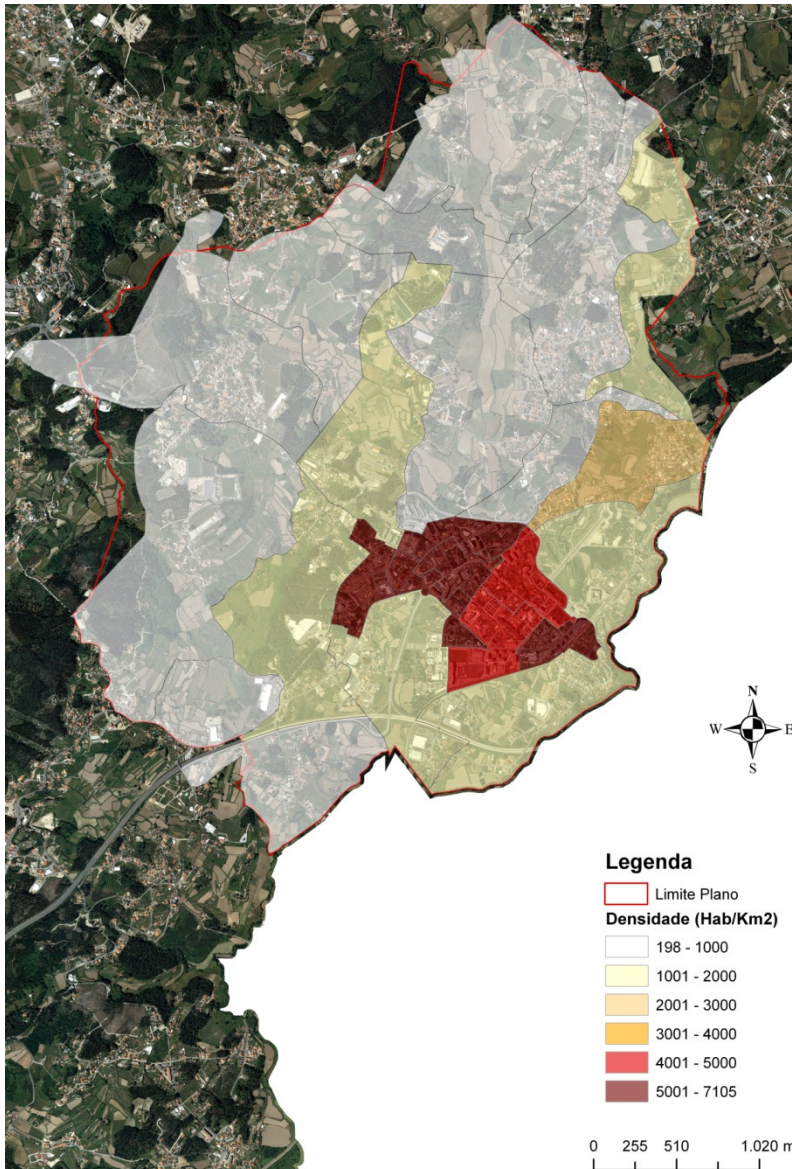 N
W E
S
Legenda
Limite Plano
Densidade (Hab/Km2)
198 - 1000
1001 - 2000
2001 - 3000
3001 - 4000
4001 - 5000
5001 - 7105
0 255 510 1.020 m